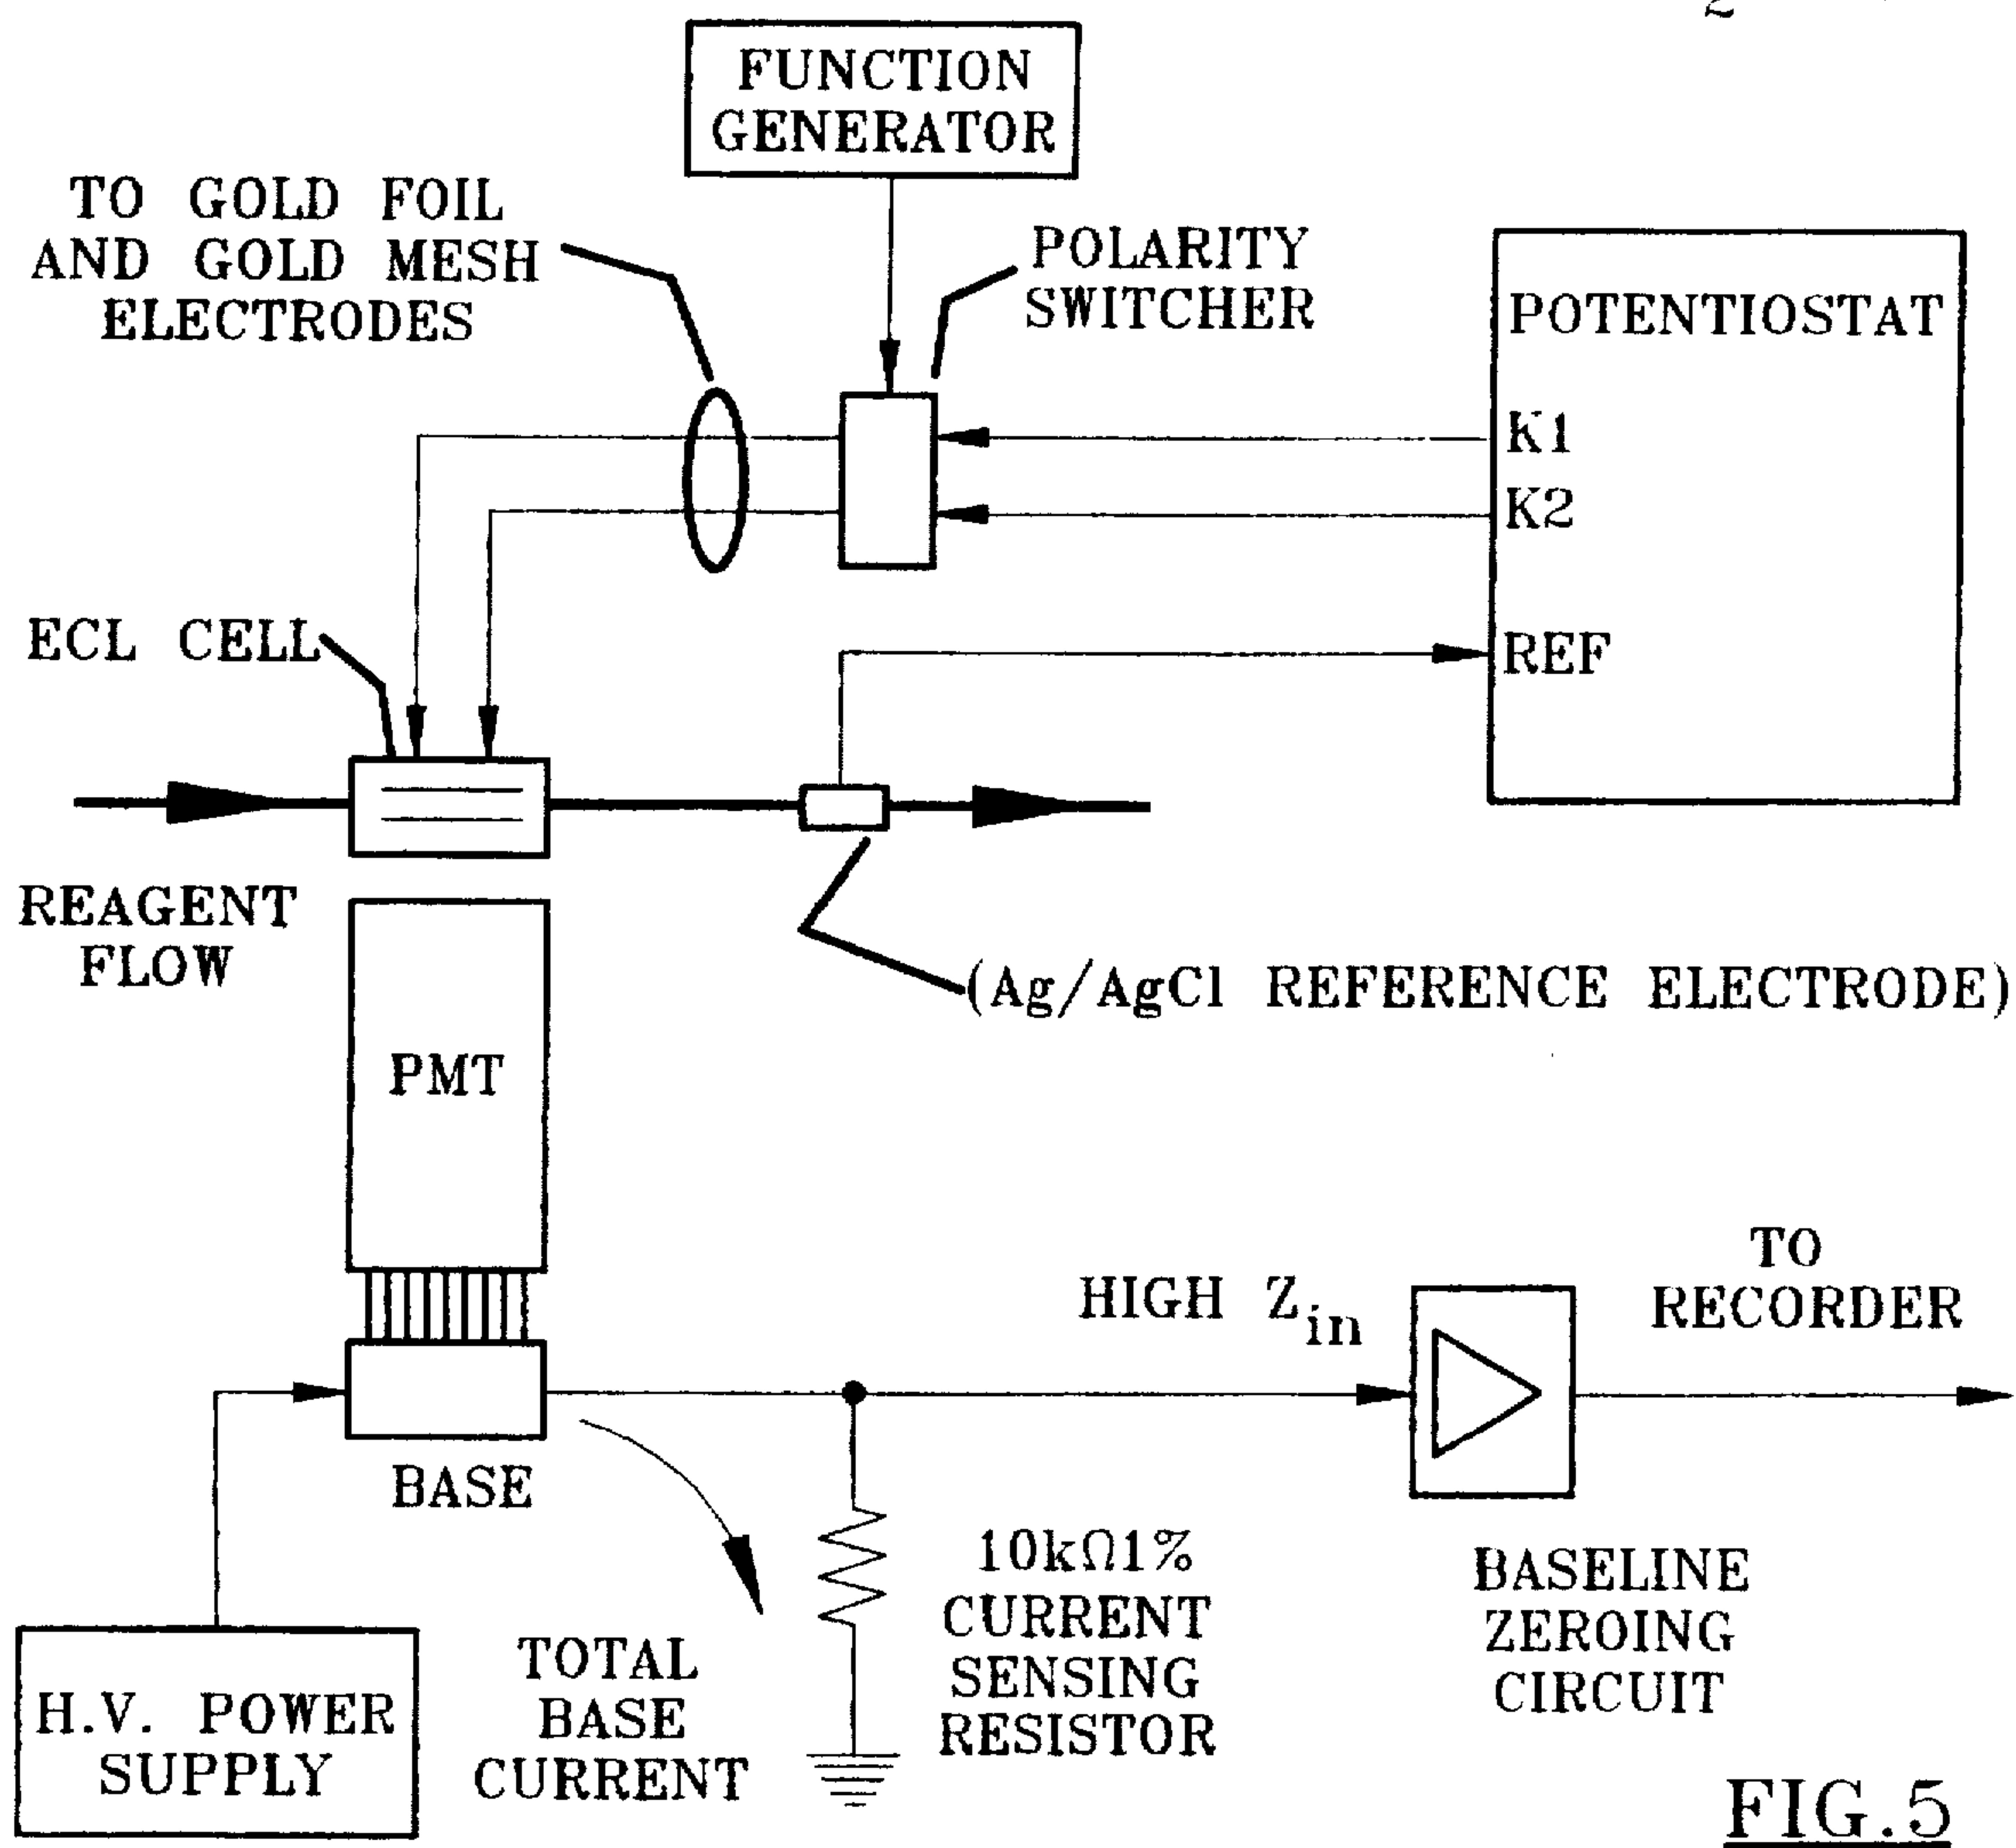 2
FUNCTION
GENERATOR
TO GOLD FOIL
AND GOLD MESH
ELECTRODES
POLARITY
SWITCHER
POTENTIOSTAT
K1
K2
REF
ECL CELL
REAGENT
FLOW
(Ag/AgCl REFERENCE ELECTRODE)
PMT
HIGH Zin
TO
RECORDER
BASE
10kΩ1%
CURRENT
SENSING
RESISTOR
BASELINE
ZEROING
CIRCUIT
TOTAL
BASE
CURRENT
H.V. POWER
SUPPLY
FIG.5